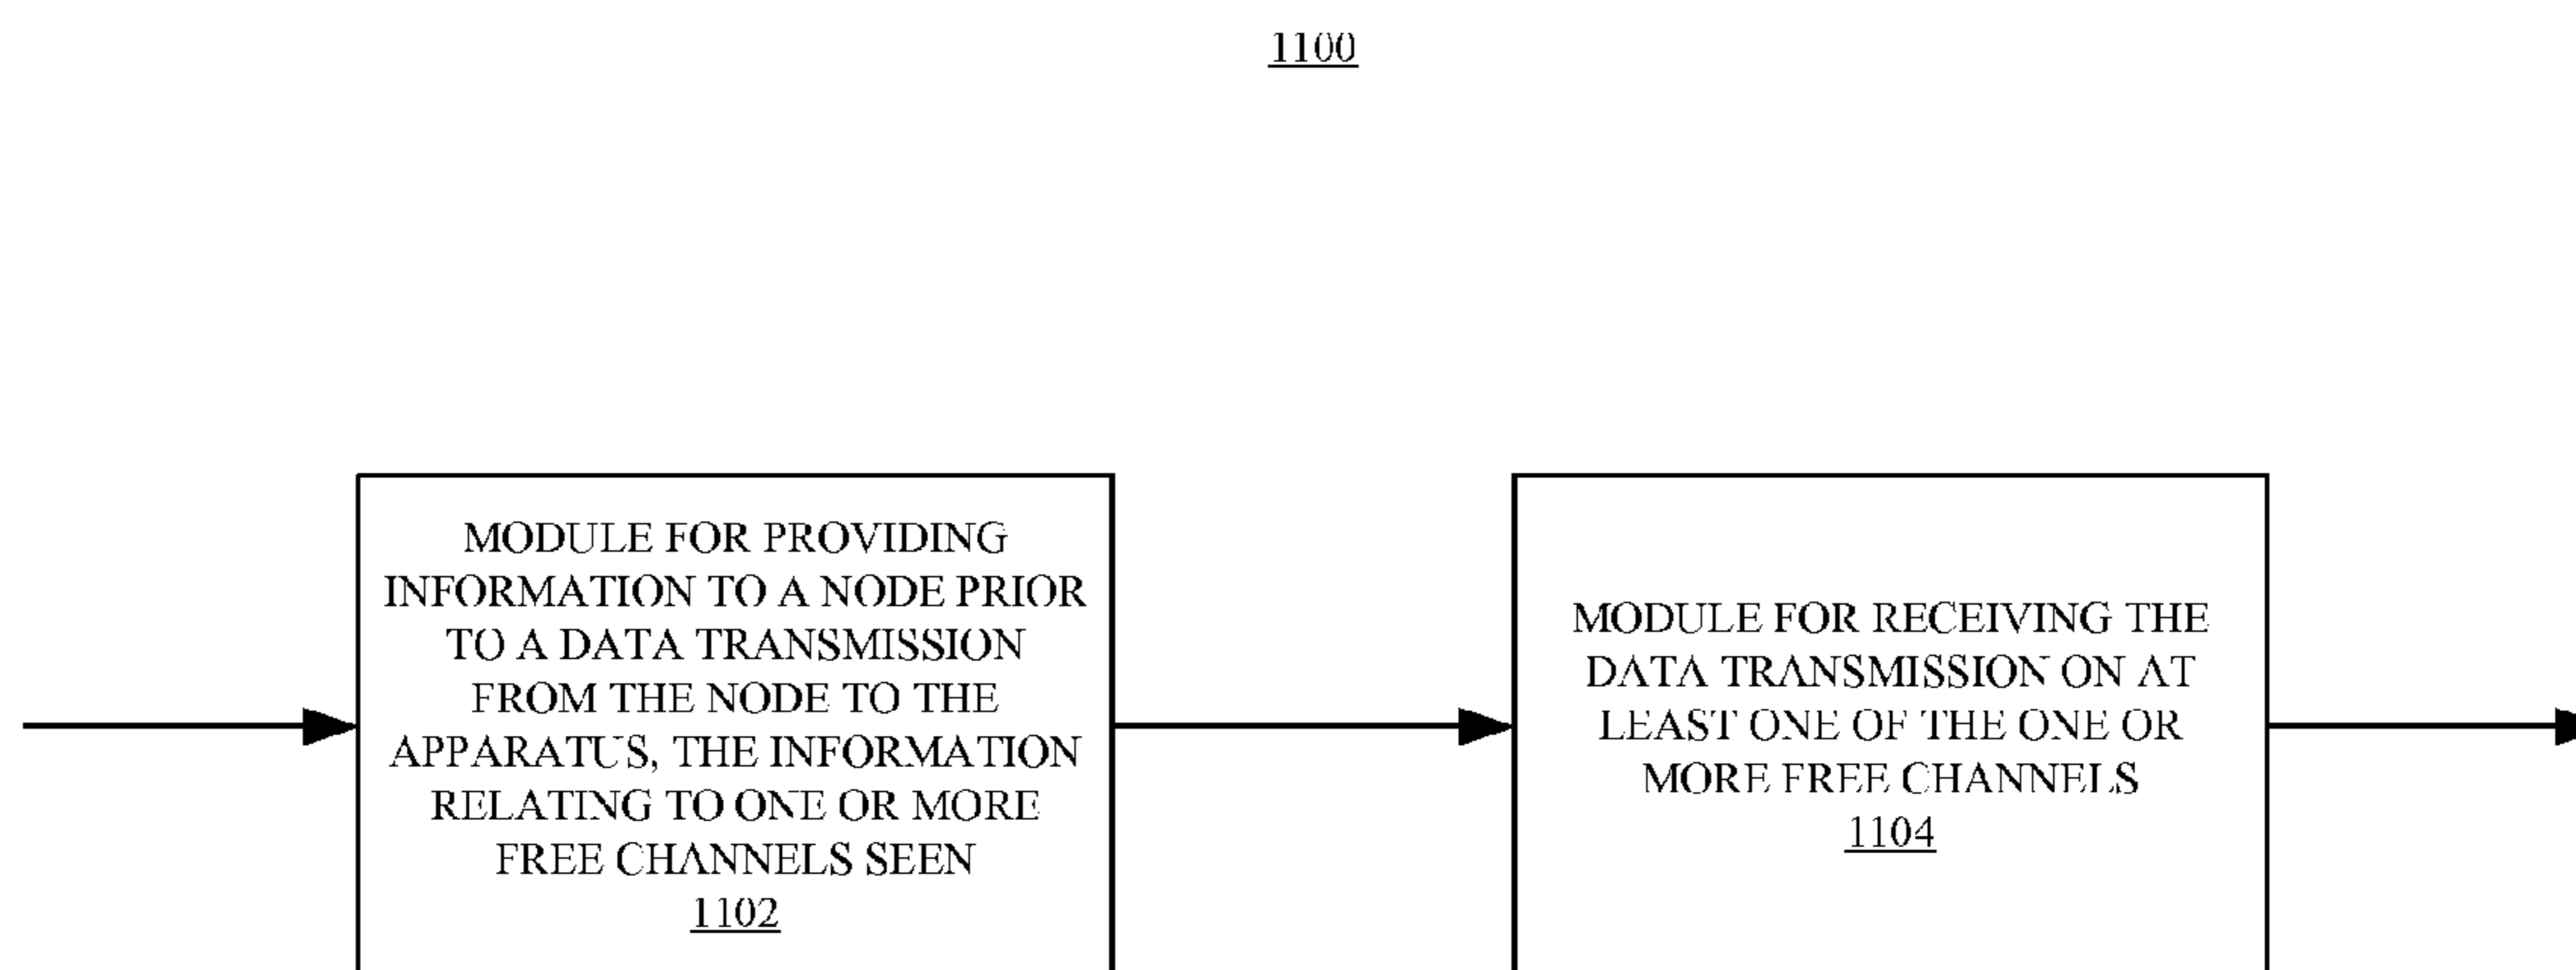 1100
MODULE FOR PROVIDING
INFORMATION TO A NODE PRIOR
TO A DATA TRANSMISSION
FROM THE NODE TO THE
APPARATUS, THE INFORMATION
RELATING TO ONE OR MORE
FREE CHANNELS SEEN
1102
MODULE FOR RECEIVING THE
DATA TRANSMISSION ON AT
LEAST ONE OF THE ONE OR
MORE FREE CHANNELS
1104